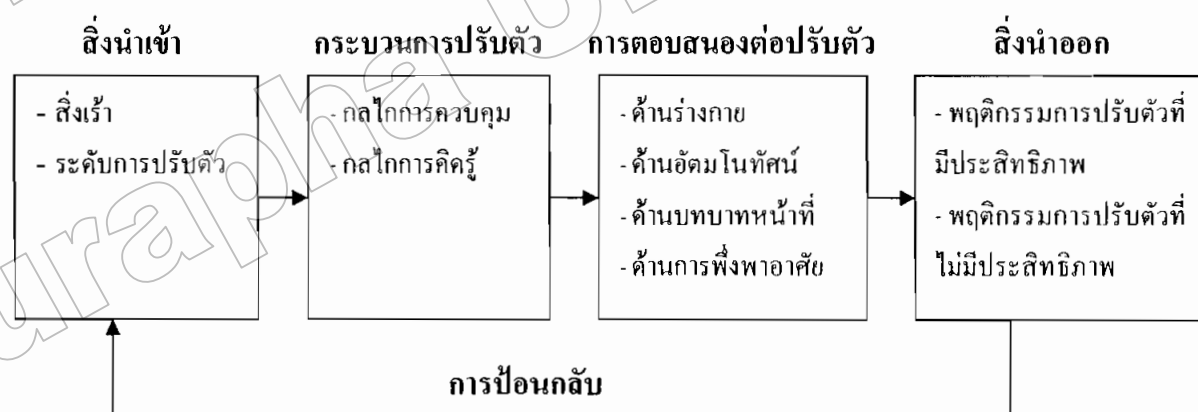 สิ่งนำเข้า
- สิ่งเร้า
- ระดับการปรับตัว
กระบวนการปรับตัว
- กลไกการควบคุม
- กลไกการคิดรู้
การตอบสนองต่อปรับตัว
- ด้านร่างกาย
- ด้านอัตมโนทัศน์
- ด้านบทบาทหน้าที่
- ด้านการพึ่งพาอาศัย
สิ่งนำออก
- พฤติกรรมการปรับตัวที่
มีประสิทธิภาพ
- พฤติกรรมการปรับตัวที่
ไม่มีประสิทธิภาพ
การป้อนกลับ
urapha U